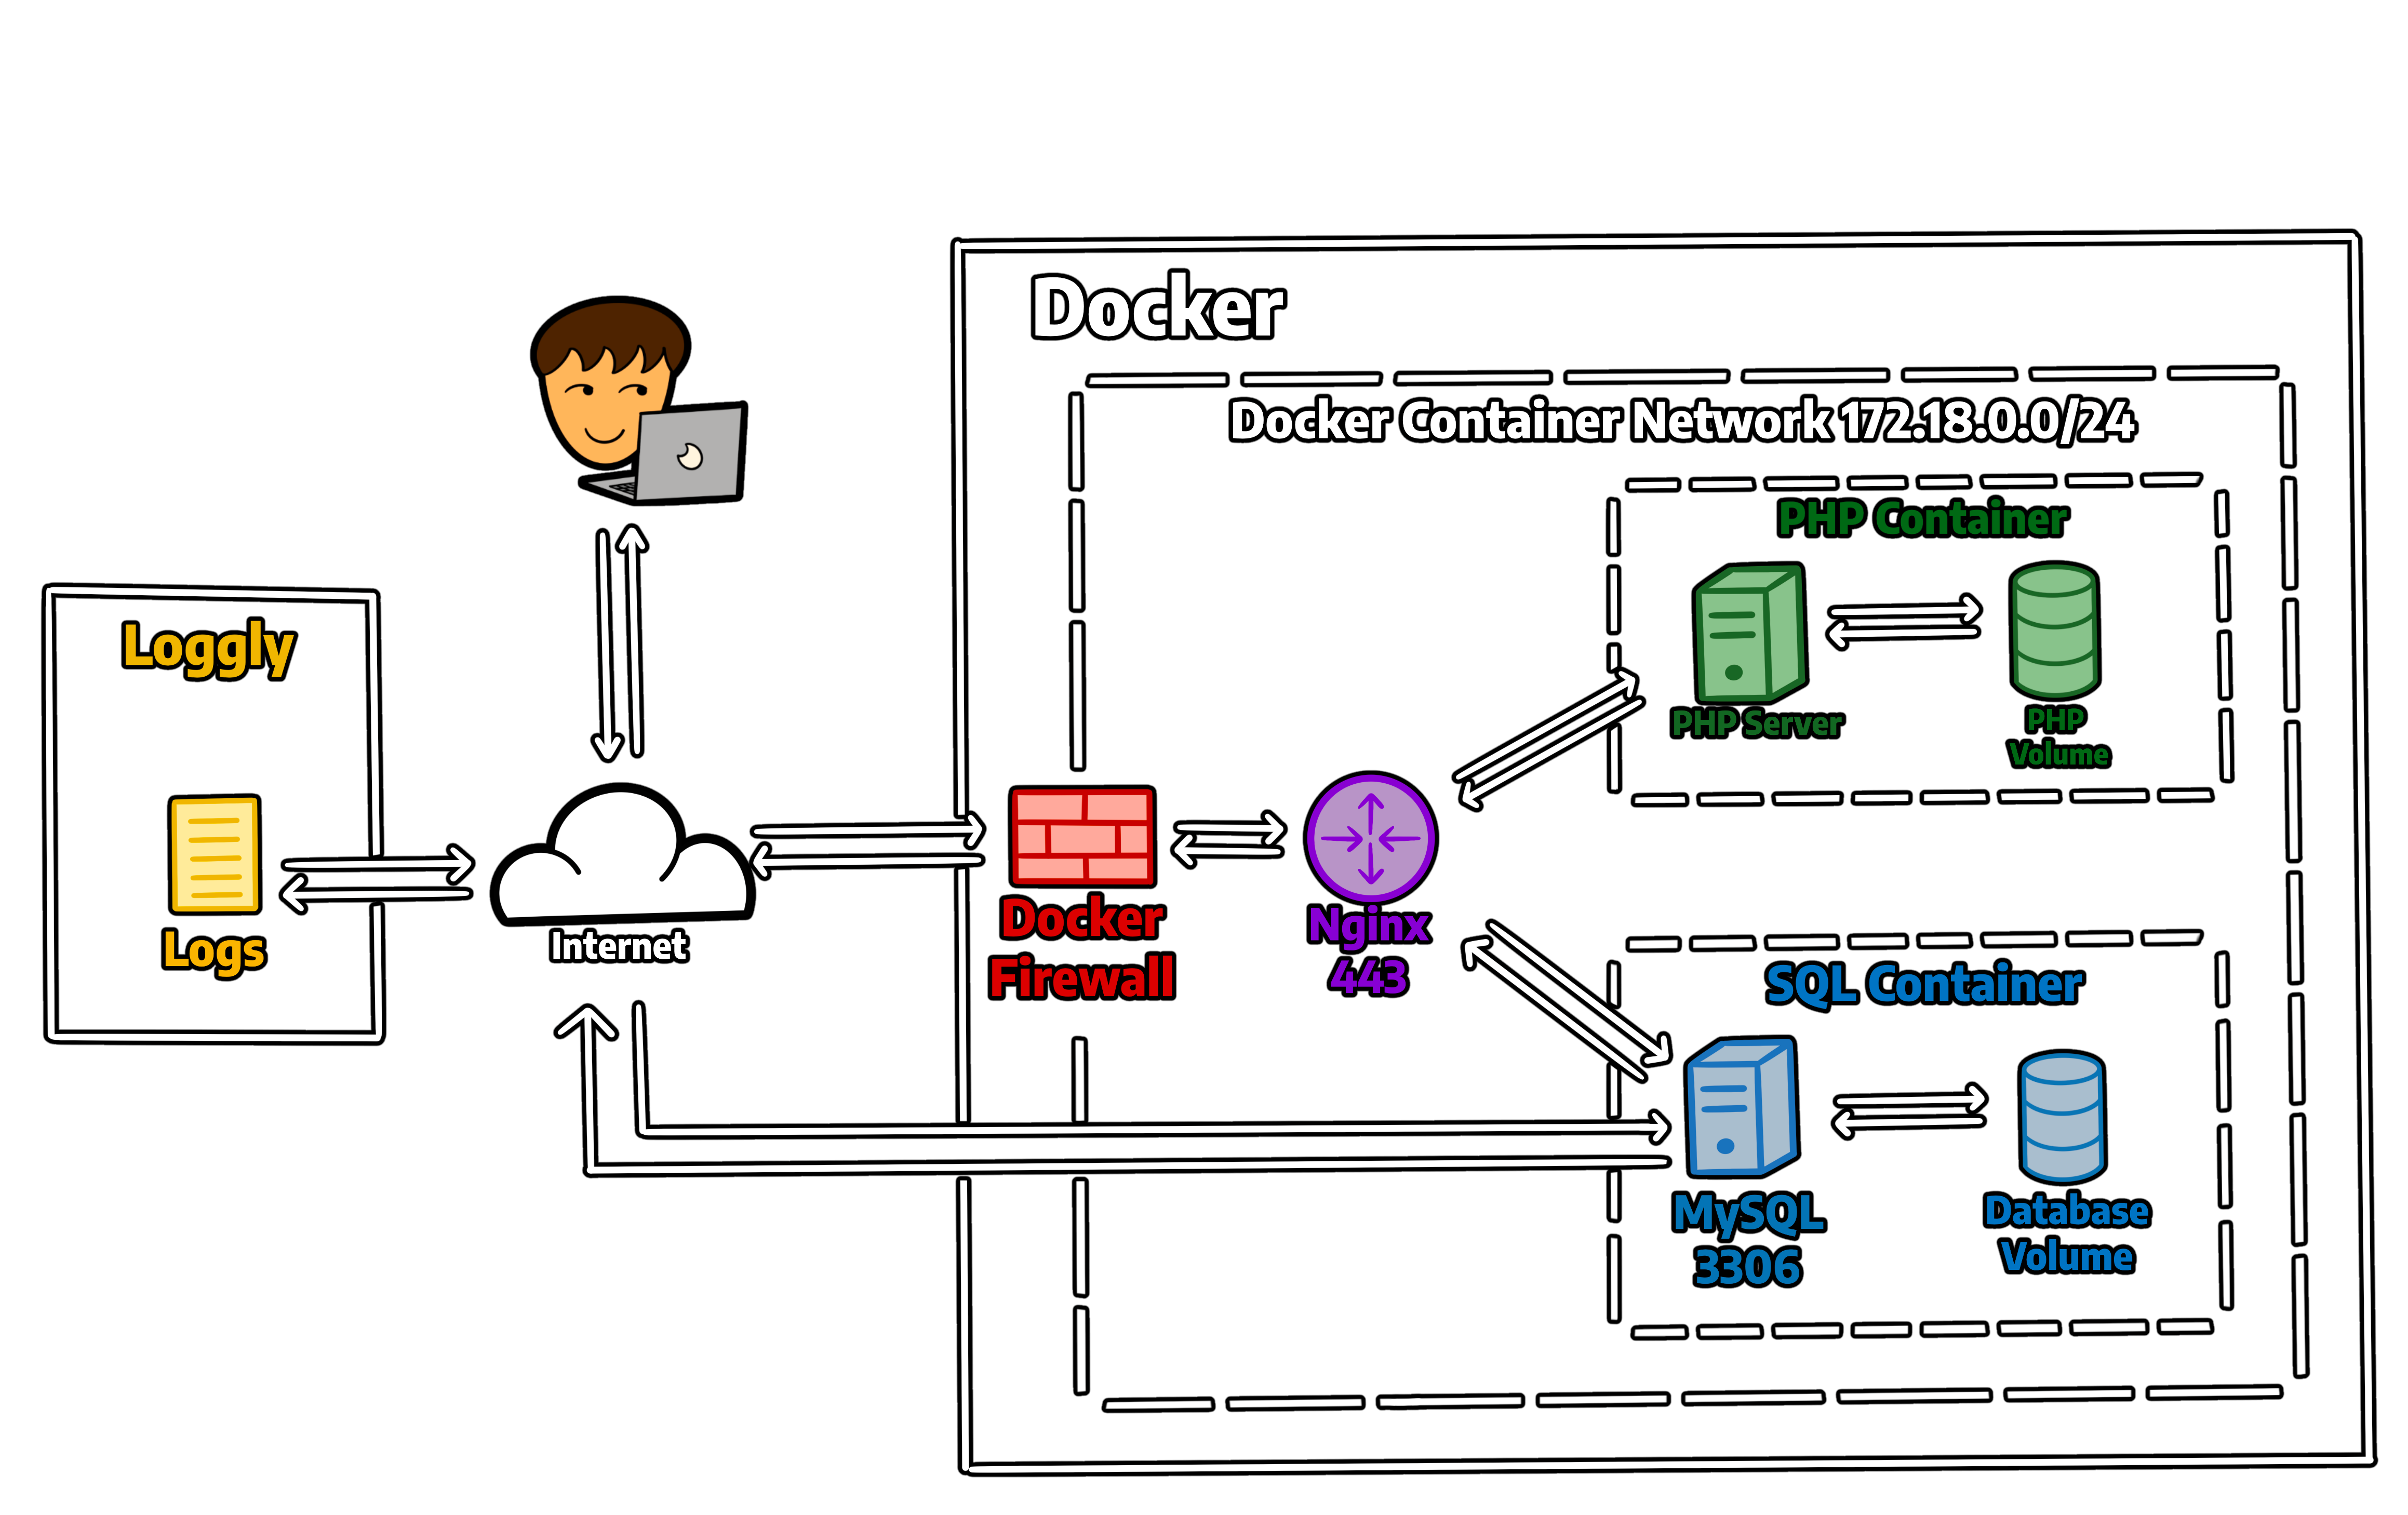 Docker
Docker Container Network 172.18.0.0/24
PHP Container
PHP Server
PHP
Volume
Loggly
Logs
Internet
Docker
Firewall
Nginx
443
SQL Container
MySQL
3306
Database
Volume